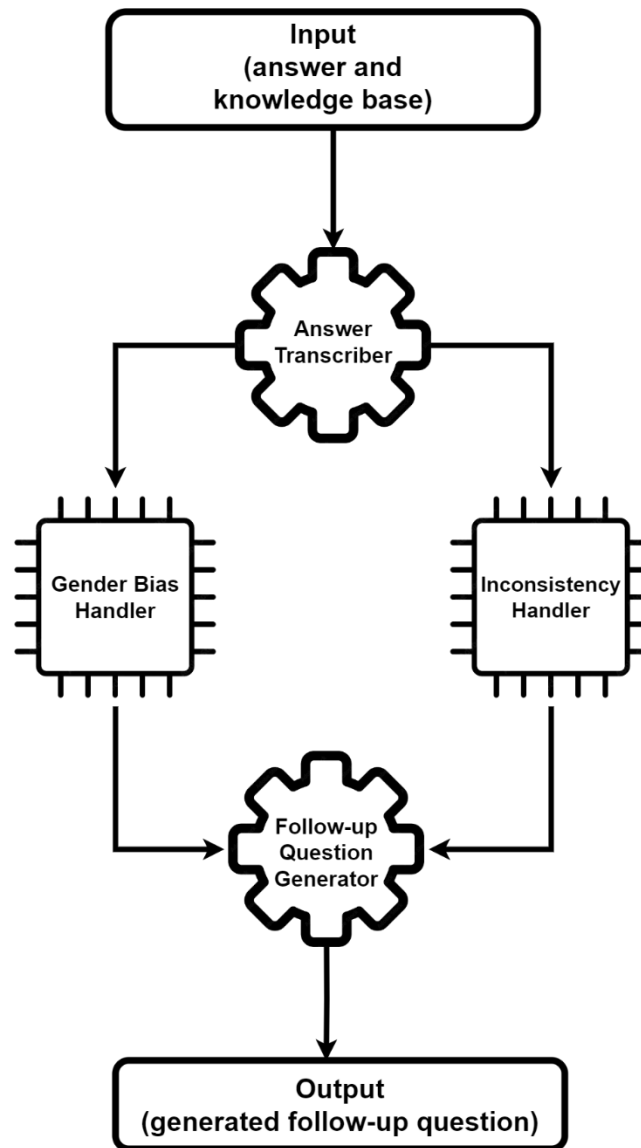 Input
(answer and
knowledge base)
Answer
Transcriber
Gender Bias
Handler
Inconsistency
Handler
Follow-up
Question
Generator
Output
(generated follow-up question)